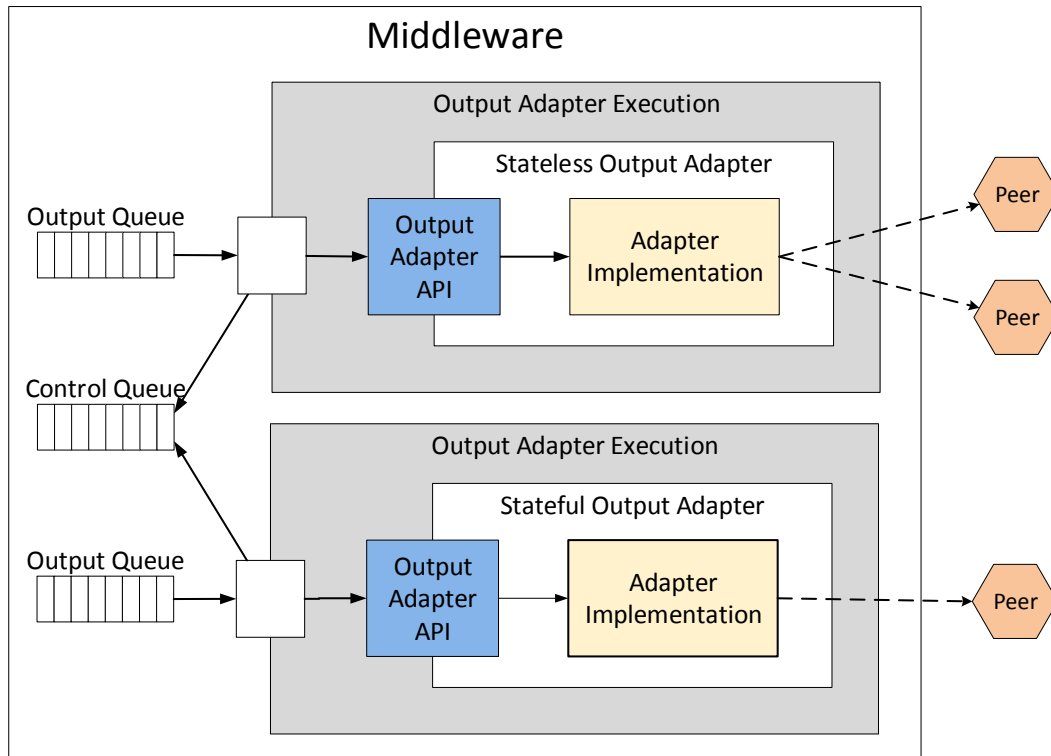 Middleware
Output Adapter Execution
Stateless Output Adapter
Output Queue
Output
Adapter
API
Adapter
Implementation
Peer
Peer
Control Queue
Output Adapter Execution
Stateful Output Adapter
Output Queue
Output
Adapter
API
Adapter
Implementation
Peer